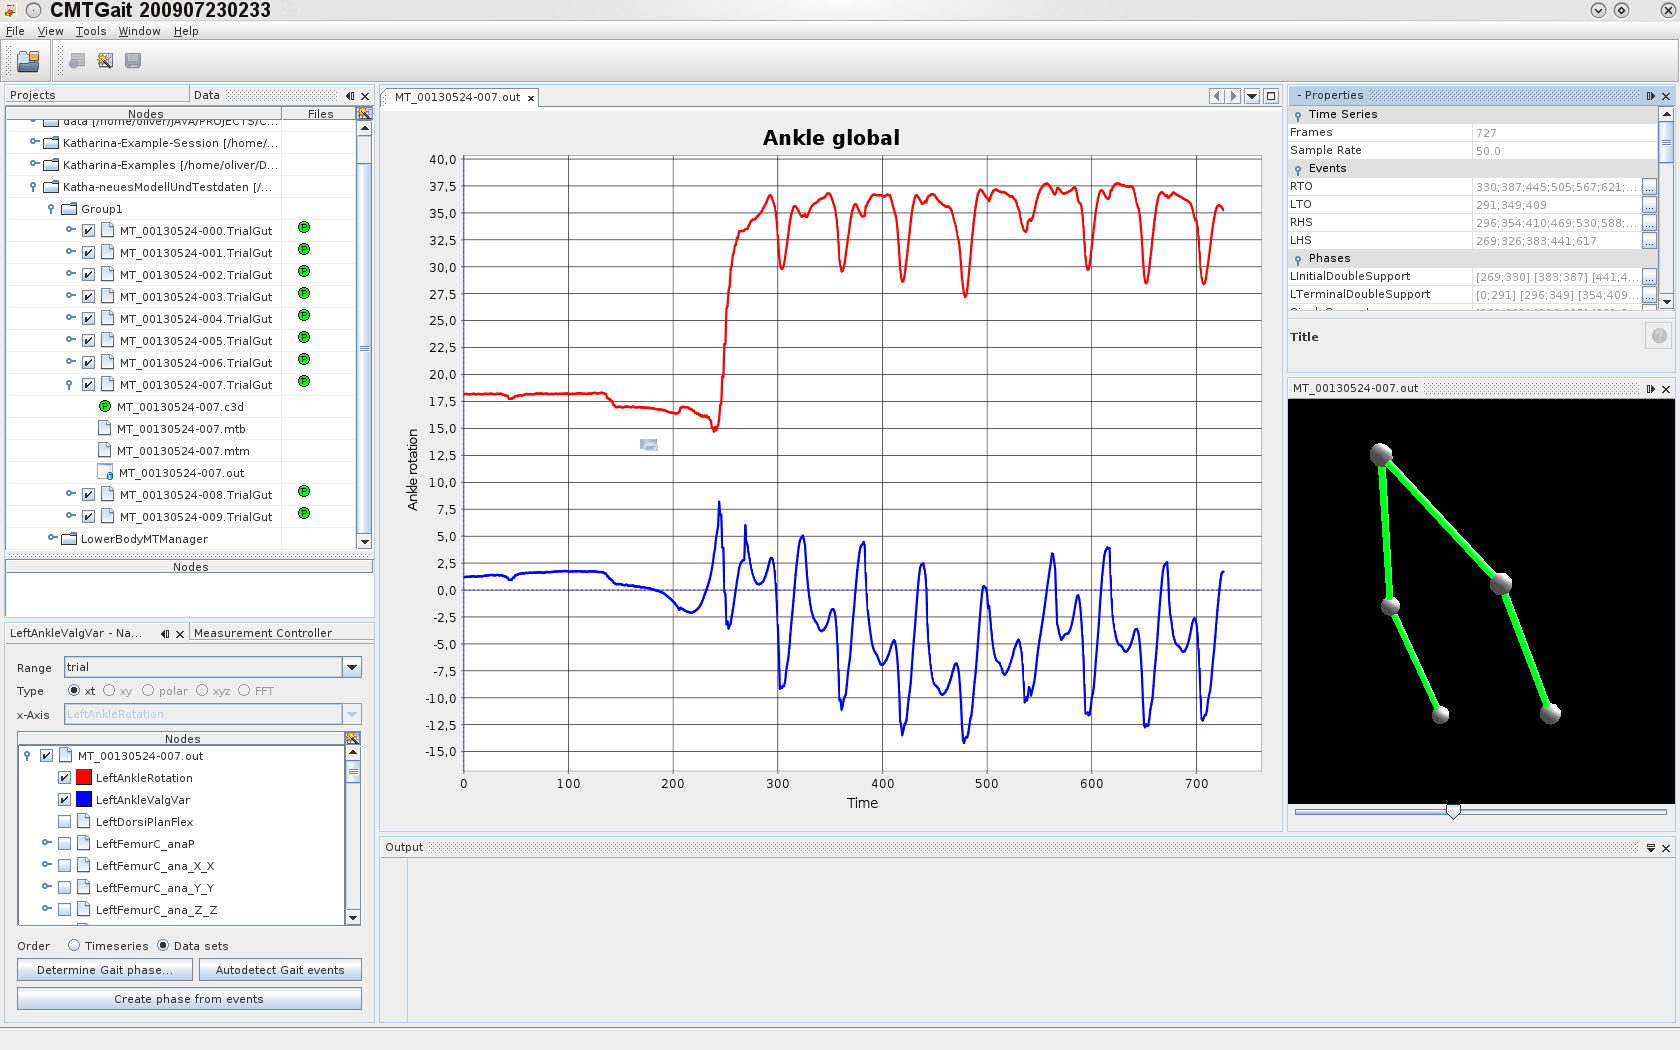 CMTGait 200907230233
File View Tools Window Help
Projects
Data
Nodes Files
data [/home/oliver/JAVA/PROJECTS/C...
Katharina-Example-Session [/home/...
Katharina-Examples [/home/oliver/D...
Katha-neuesModellUndTestdaten [/...
Group1
MT_00130524-000.TrialGut
MT_00130524-001.TrialGut
MT_00130524-002.TrialGut
MT_00130524-003.TrialGut
MT_00130524-004.TrialGut
MT_00130524-005.TrialGut
MT_00130524-006.TrialGut
MT_00130524-007.TrialGut
MT_00130524-007.c3d
MT_00130524-007.mtb
MT_00130524-007.mtm
MT_00130524-007.out
MT_00130524-008.TrialGut
MT_00130524-009.TrialGut
LowerBodyMTManager
Nodes
LeftAnkleValgVar - Na...
Measurement Controller
Range trial
Type xt xy polar xyz FFT
x-Axis LeftAnkleRotation
Nodes
MT_00130524-007.out
LeftAnkleRotation
LeftAnkleValgVar
LeftDorsiPlanFlex
LeftFemurC_anaP
LeftFemurC_ana_X_X
LeftFemurC_ana_Y_Y
LeftFemurC_ana_Z_Z
Order Timeseries Data sets
Determine Gait phase...
Autodetect Gait events
Create phase from events
MT_00130524-007.out
Ankle global
40,0
37,5
35,0
32,5
30,0
27,5
25,0
22,5
20,0
17,5
15,0
12,5
10,0
7,5
5,0
2,5
0,0
-2,5
-5,0
-7,5
-10,0
-12,5
-15,0
Ankle rotation
0 100 200 300 400 500 600 700
Time
Output
- Properties
Time Series
Frames 727
Sample Rate 50.0
Events
RTO 330;387;445;505;567;621;... ...
LTO 291;349;409 ...
RHS 296;354;410;469;530;588;... ...
LHS 269;326;383;441;617 ...
Phases
LInitialDoubleSupport [269;330] [383;387] [441;4... ...
LTerminalDoubleSupport [0;291] [296;349] [354;409... ...
Title
MT_00130524-007.out